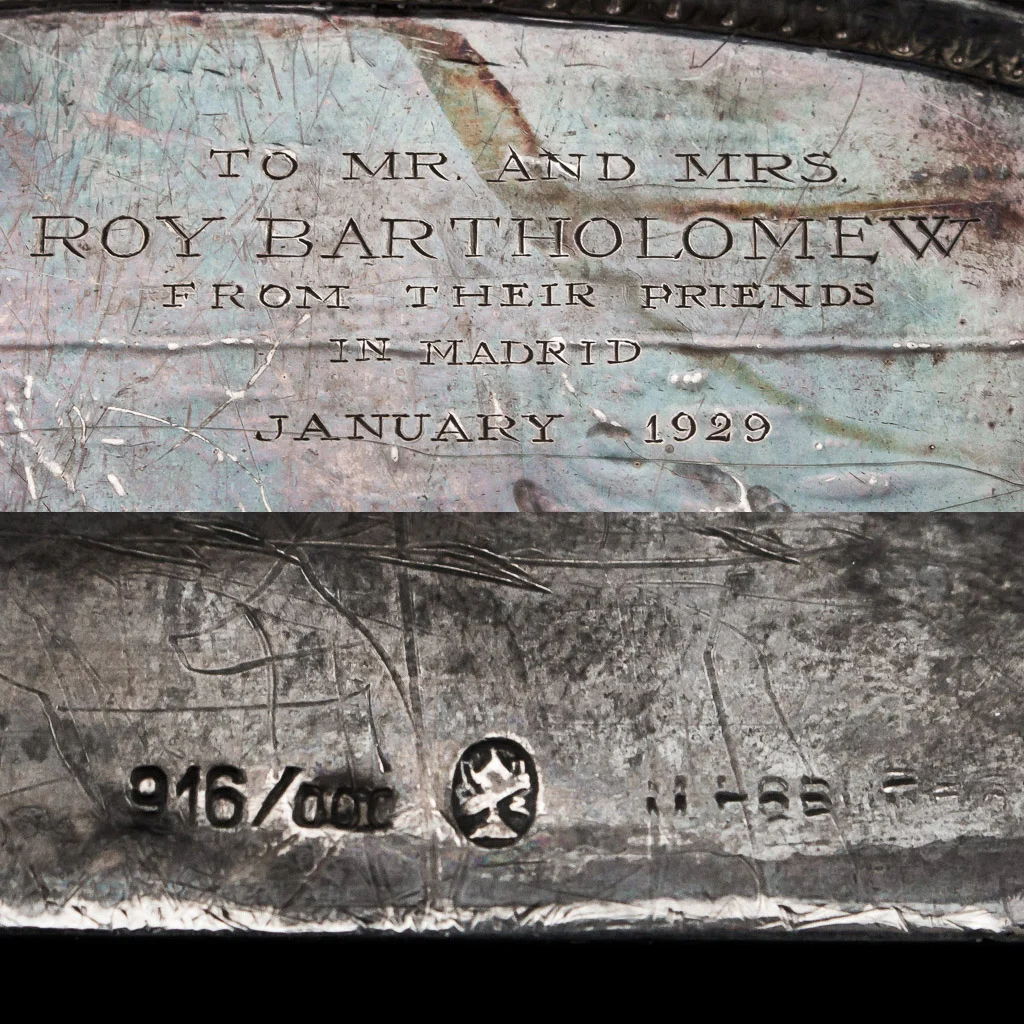 TO MR. AND MRS.
ROY BARTHOLOMEW
FROM THEIR FRIENDS
IN MADRID
JANUARY 1929
916/000